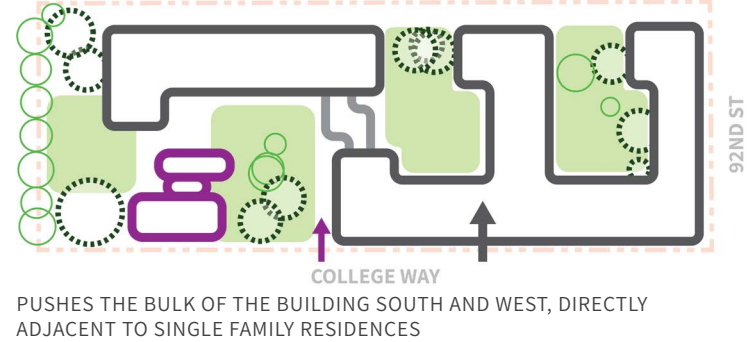 92ND ST
COLLEGE WAY
PUSHES THE BULK OF THE BUILDING SOUTH AND WEST, DIRECTLY
ADJACENT TO SINGLE FAMILY RESIDENCES